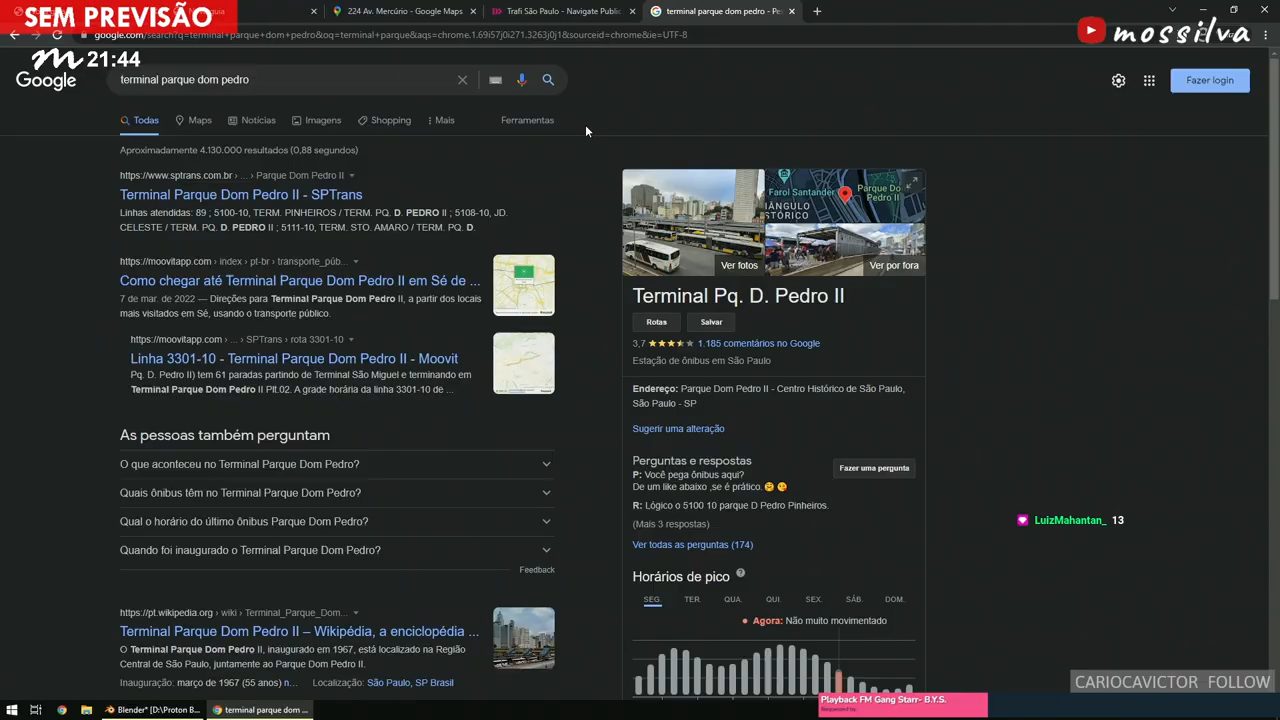 SEM PREVISÃO
224 Av. Mercúrio - Google Maps
Trafi São Paulo - Navigate Public
terminal parque dom pedro - Pe
google.com/search?q=terminal+parque+dom+pedro&oq=terminal+parque&aqs=chrome.1.69i57j0i271.3263j0j1&sourceid=chrome&ie=UTF-8
mossilva
m 21:44
Google
terminal parque dom pedro
Fazer login
Todas
Maps
Notícias
Imagens
Shopping
Mais
Ferramentas
Aproximadamente 4.130.000 resultados (0,88 segundos)
https://www.sptrans.com.br › ... › Parque Dom Pedro II
Terminal Parque Dom Pedro II - SPTrans
Linhas atendidas: 89 ; 5100-10, TERM. PINHEIROS / TERM. PQ. D. PEDRO II ; 5108-10, JD.
CELESTE / TERM. PQ. D. PEDRO II ; 5111-10, TERM. STO. AMARO / TERM. PQ. D.
https://moovitapp.com › index › pt-br › transporte_púb...
Como chegar até Terminal Parque Dom Pedro II em Sé de ...
7 de mar. de 2022 — Direções para Terminal Parque Dom Pedro II, a partir dos locais
mais visitados em Sé, usando o transporte público.
https://moovitapp.com › ... › SPTrans › rota 3301-10
Linha 3301-10 - Terminal Parque Dom Pedro II - Moovit
Pq. D. Pedro II) tem 61 paradas partindo de Terminal São Miguel e terminando em
Terminal Parque Dom Pedro II Plt.02. A grade horária da linha 3301-10 de ...
As pessoas também perguntam
O que aconteceu no Terminal Parque Dom Pedro?
Quais ônibus têm no Terminal Parque Dom Pedro?
Qual o horário do último ônibus Parque Dom Pedro?
Quando foi inaugurado o Terminal Parque Dom Pedro?
Feedback
https://pt.wikipedia.org › wiki › Terminal_Parque_Dom...
Terminal Parque Dom Pedro II – Wikipédia, a enciclopédia ...
O Terminal Parque Dom Pedro II, inaugurado em 1967, está localizado na Região
Central de São Paulo, juntamente ao Parque Dom Pedro II.
Inauguração: março de 1967 (55 anos) n... Localização: São Paulo, SP Brasil
Farol Santander
Parque Do
Pedro II
IÂNGULO
STÓRICO
Ver fotos
Ver por fora
Terminal Pq. D. Pedro II
Rotas
Salvar
3,7
1.185 comentários no Google
Estação de ônibus em São Paulo
Endereço: Parque Dom Pedro II - Centro Histórico de São Paulo,
São Paulo - SP
Sugerir uma alteração
Perguntas e respostas
Fazer uma pergunta
P: Você pega ônibus aqui?
De um like abaixo ,se é prático.
R: Lógico o 5100 10 parque D Pedro Pinheiros.
(Mais 3 respostas)
Ver todas as perguntas (174)
Horários de pico
SEG. TER. QUA. QUI. SEX. SÁB. DOM.
Agora: Não muito movimentado
LuizMahantan_ 13
CARIOCAVICTOR FOLLOW
Playback FM Gang Starr- B.Y.S.
Blender* [D:\Proton B...
terminal parque dom ...